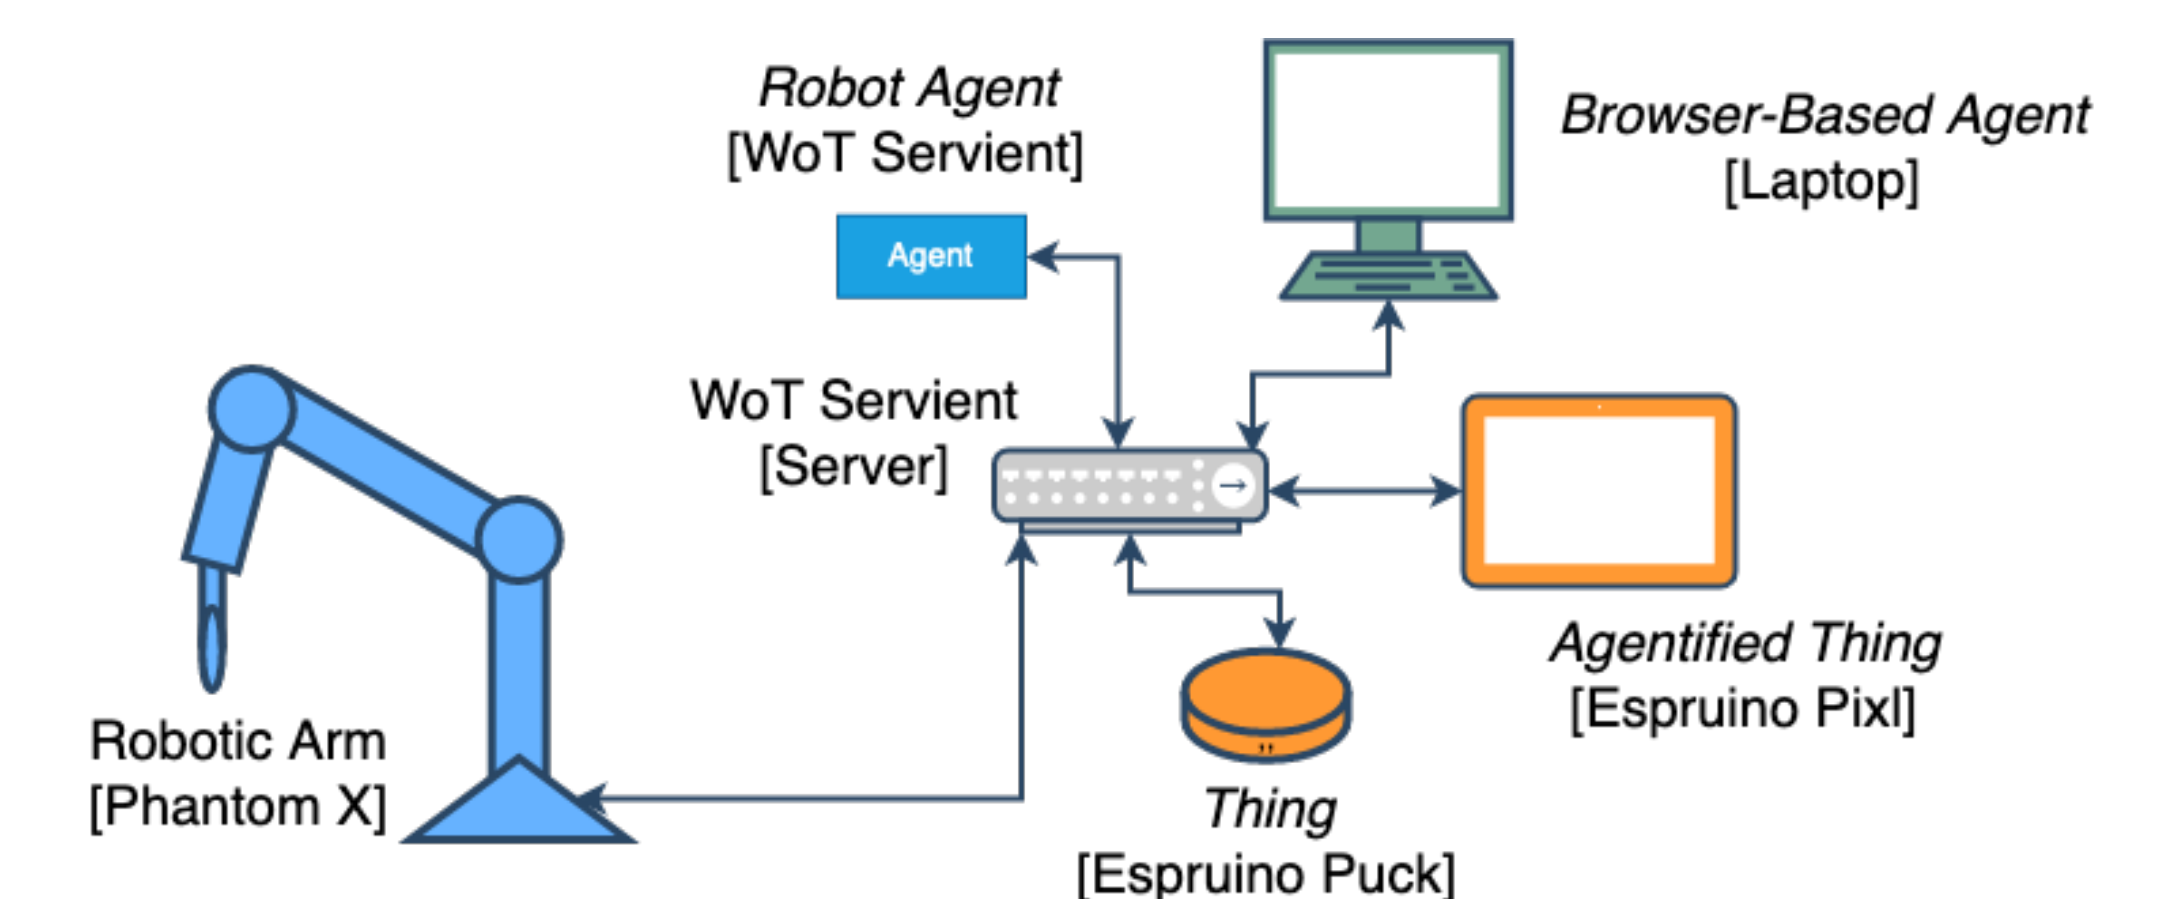 Robot Agent
[WoT Servient]
Browser-Based Agent
[Laptop]
Agent
WoT Servient
[Server]
Agentified Thing
[Espruino Pixl]
Robotic Arm
[Phantom X]
Thing
[Espruino Puck]